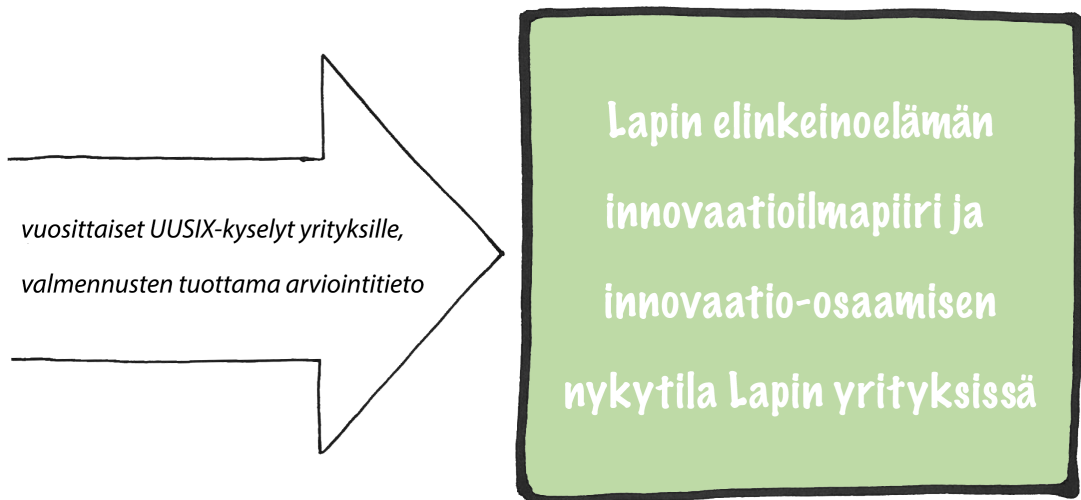 vuosittaiset UUSIX-kyselyt yrityksille,
valmennusten tuottama arviointitieto
Lapin elinkeinoelämän
innovaatioilmapiiri ja
innovaatio-osaamisen
nykytila Lapin yrityksissä